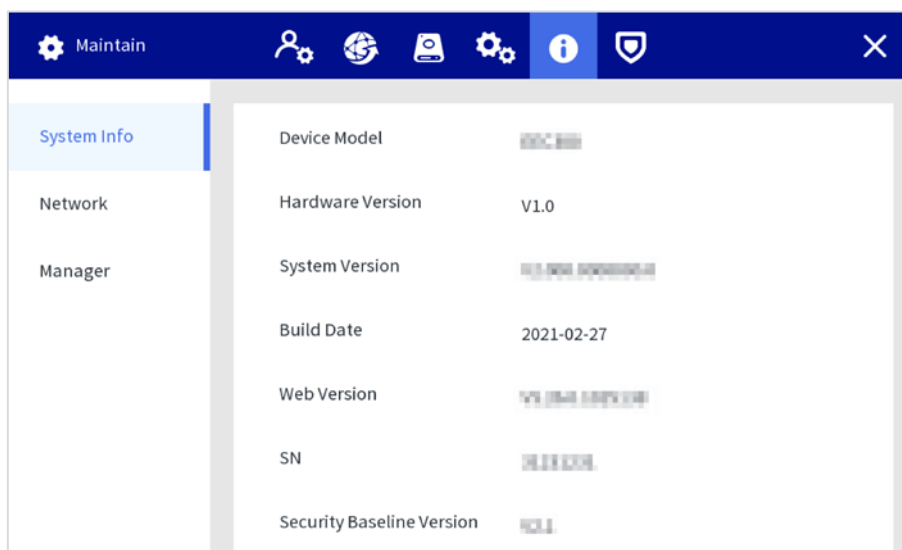 Maintain
System Info
Network
Manager
Device Model
Hardware Version V1.0
System Version
Build Date 2021-02-27
Web Version
SN
Security Baseline Version